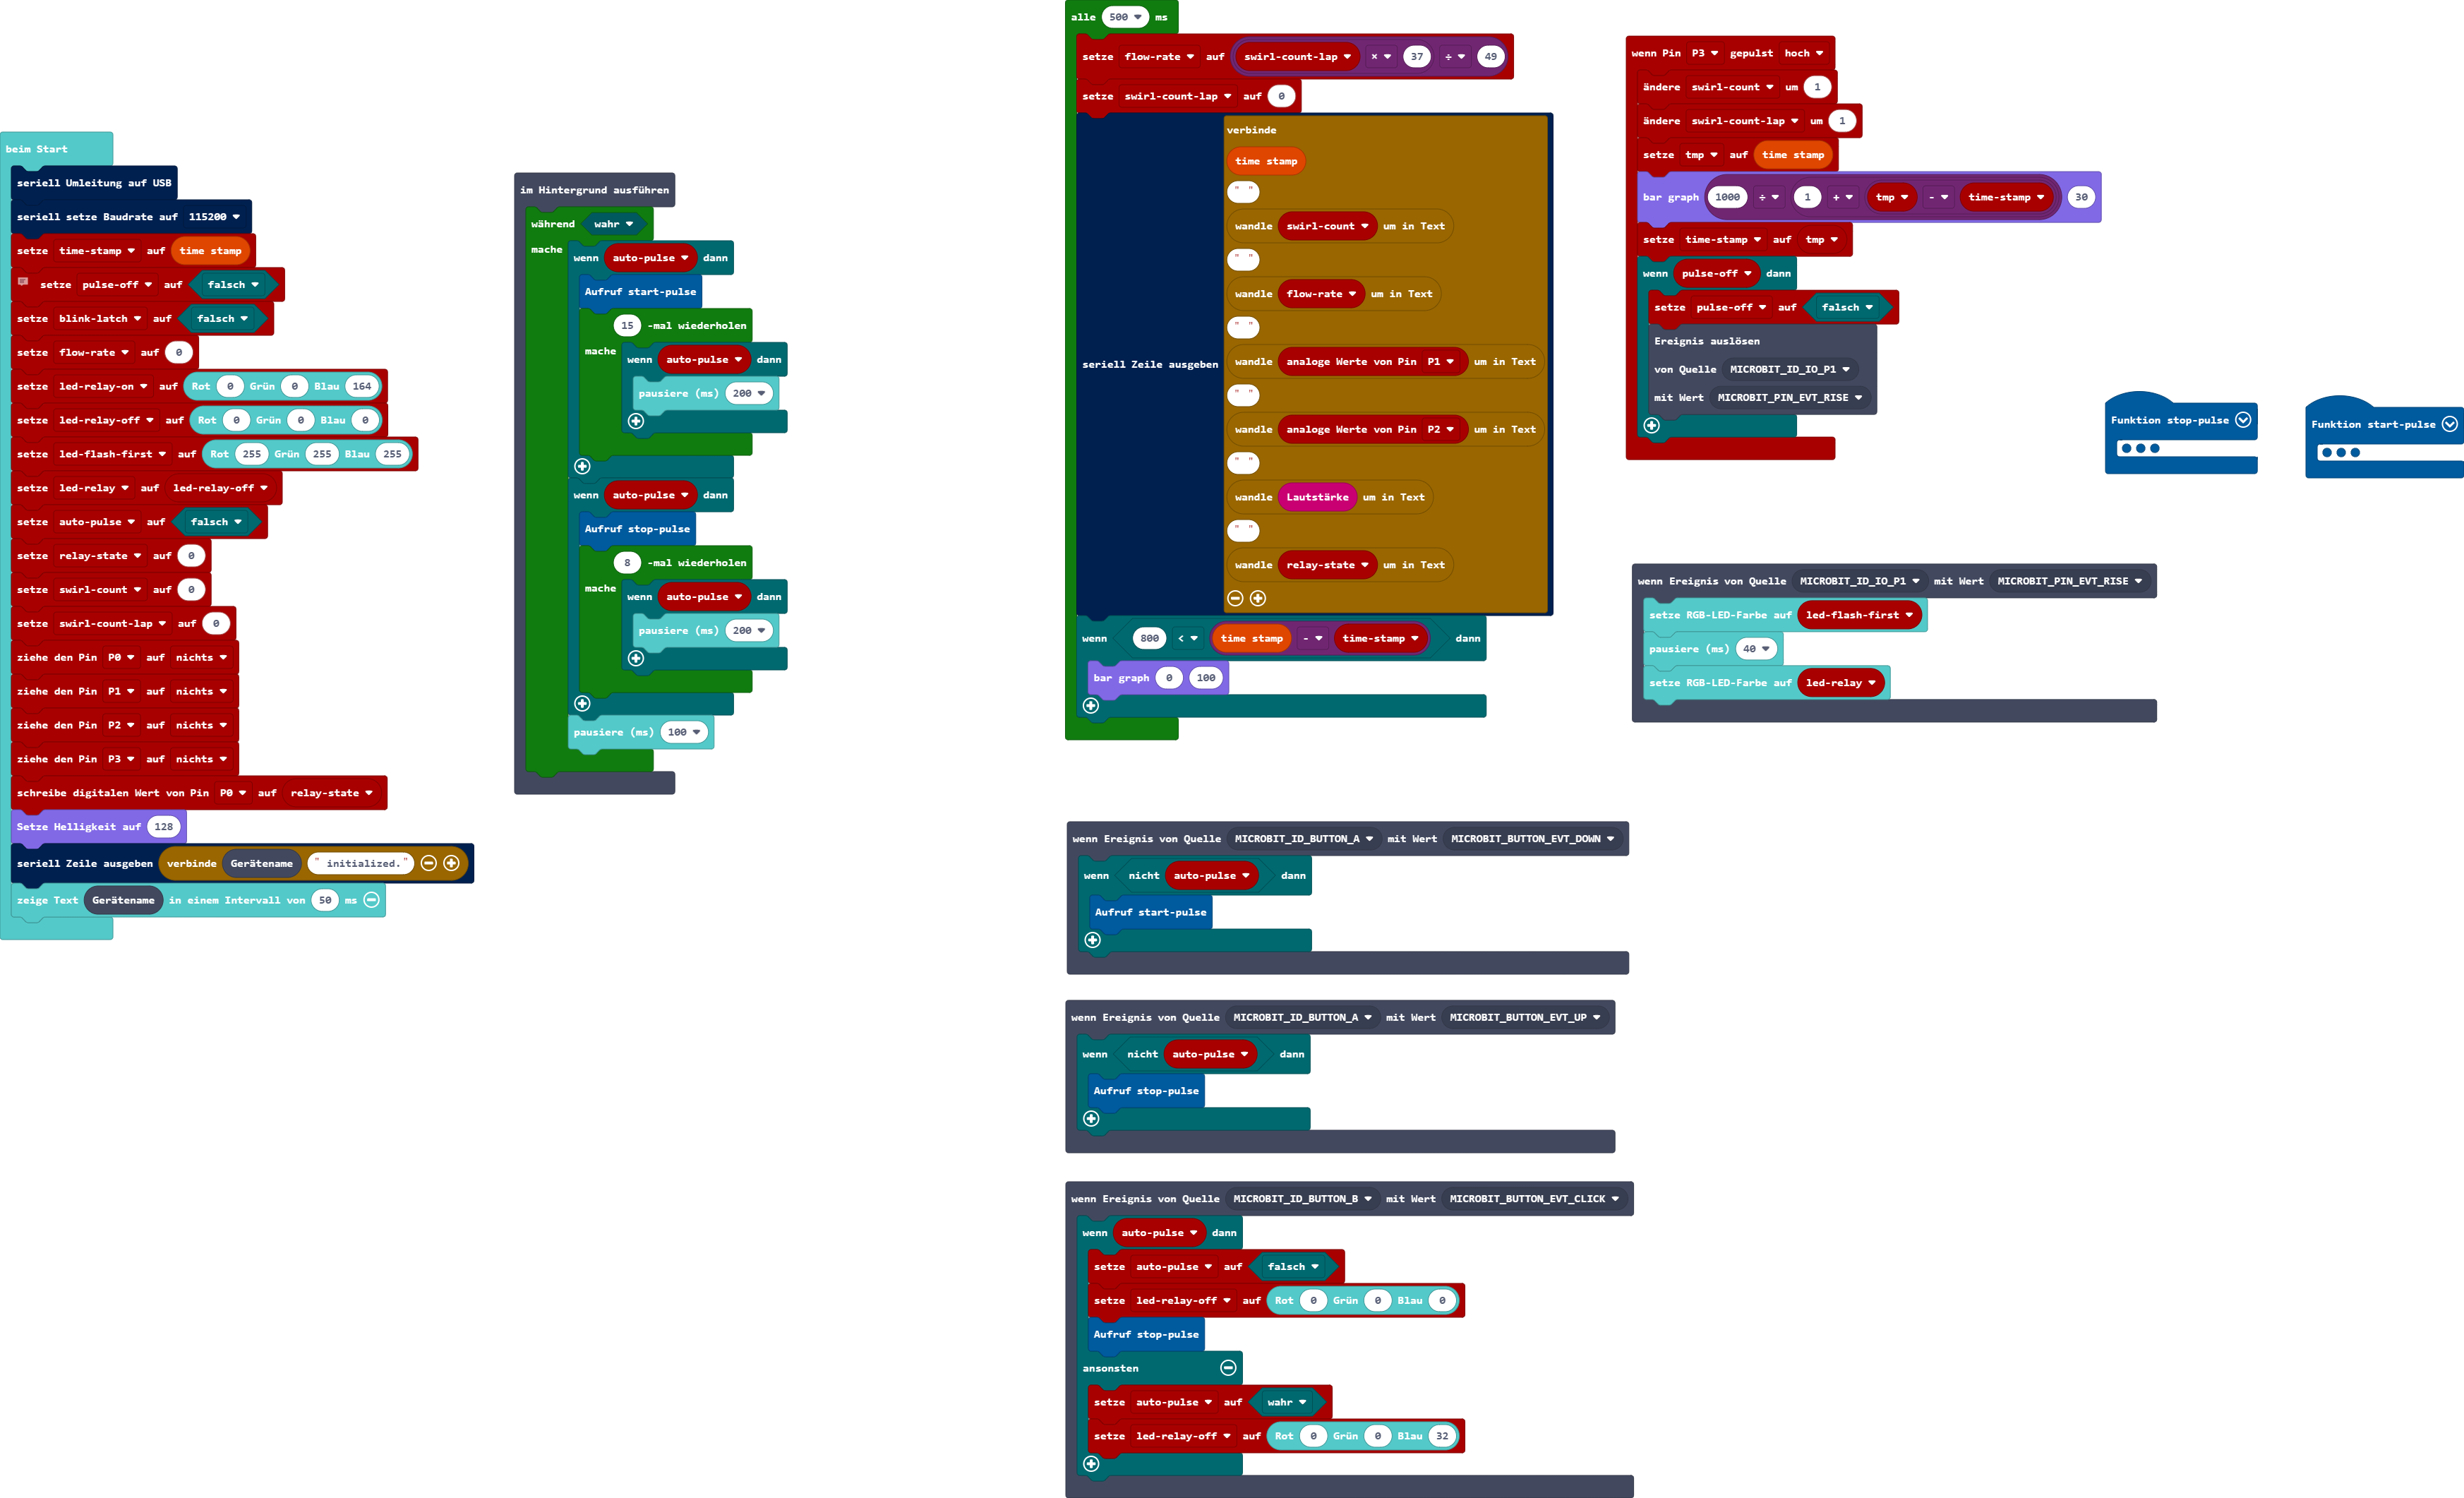 beim Start
seriell Umleitung auf USB
seriell setze Baudrate auf 115200
setze time-stamp auf time stamp
setze pulse-off auf falsch
setze blink-latch auf falsch
setze flow-rate auf 0
setze led-relay-on auf Rot 0 Grün 0 Blau 164
setze led-relay-off auf Rot 0 Grün 0 Blau 0
setze led-flash-first auf Rot 255 Grün 255 Blau 255
setze led-relay auf led-relay-off
setze auto-pulse auf falsch
setze relay-state auf 0
setze swirl-count auf 0
setze swirl-count-lap auf 0
ziehe den Pin P0 auf nichts
ziehe den Pin P1 auf nichts
ziehe den Pin P2 auf nichts
ziehe den Pin P3 auf nichts
schreibe digitalen Wert von Pin P0 auf relay-state
Setze Helligkeit auf 128
seriell Zeile ausgeben verbinde Gerätename " initialized."
zeige Text Gerätename in einem Intervall von 50 ms
im Hintergrund ausführen
während wahr
mache
wenn auto-pulse dann
Aufruf start-pulse
15 -mal wiederholen
mache
wenn auto-pulse dann
pausiere (ms) 200
wenn auto-pulse dann
Aufruf stop-pulse
8 -mal wiederholen
mache
wenn auto-pulse dann
pausiere (ms) 200
pausiere (ms) 100
alle 500 ms
setze flow-rate auf swirl-count-lap × 37 ÷ 49
setze swirl-count-lap auf 0
seriell Zeile ausgeben
verbinde
time stamp
" "
wandle swirl-count um in Text
" "
wandle flow-rate um in Text
" "
wandle analoge Werte von Pin P1 um in Text
" "
wandle analoge Werte von Pin P2 um in Text
" "
wandle Lautstärke um in Text
" "
wandle relay-state um in Text
wenn 800 < time stamp - time-stamp dann
bar graph 0 100
wenn Ereignis von Quelle MICROBIT_ID_BUTTON_A mit Wert MICROBIT_BUTTON_EVT_DOWN
wenn nicht auto-pulse dann
Aufruf start-pulse
wenn Ereignis von Quelle MICROBIT_ID_BUTTON_A mit Wert MICROBIT_BUTTON_EVT_UP
wenn nicht auto-pulse dann
Aufruf stop-pulse
wenn Ereignis von Quelle MICROBIT_ID_BUTTON_B mit Wert MICROBIT_BUTTON_EVT_CLICK
wenn auto-pulse dann
setze auto-pulse auf falsch
setze led-relay-off auf Rot 0 Grün 0 Blau 0
Aufruf stop-pulse
ansonsten
setze auto-pulse auf wahr
setze led-relay-off auf Rot 0 Grün 0 Blau 32
wenn Pin P3 gepulst hoch
ändere swirl-count um 1
ändere swirl-count-lap um 1
setze tmp auf time stamp
bar graph 1000 ÷ 1 + tmp - time-stamp 30
setze time-stamp auf tmp
wenn pulse-off dann
setze pulse-off auf falsch
Ereignis auslösen
von Quelle MICROBIT_ID_IO_P1
mit Wert MICROBIT_PIN_EVT_RISE
wenn Ereignis von Quelle MICROBIT_ID_IO_P1 mit Wert MICROBIT_PIN_EVT_RISE
setze RGB-LED-Farbe auf led-flash-first
pausiere (ms) 40
setze RGB-LED-Farbe auf led-relay
Funktion stop-pulse
Funktion start-pulse